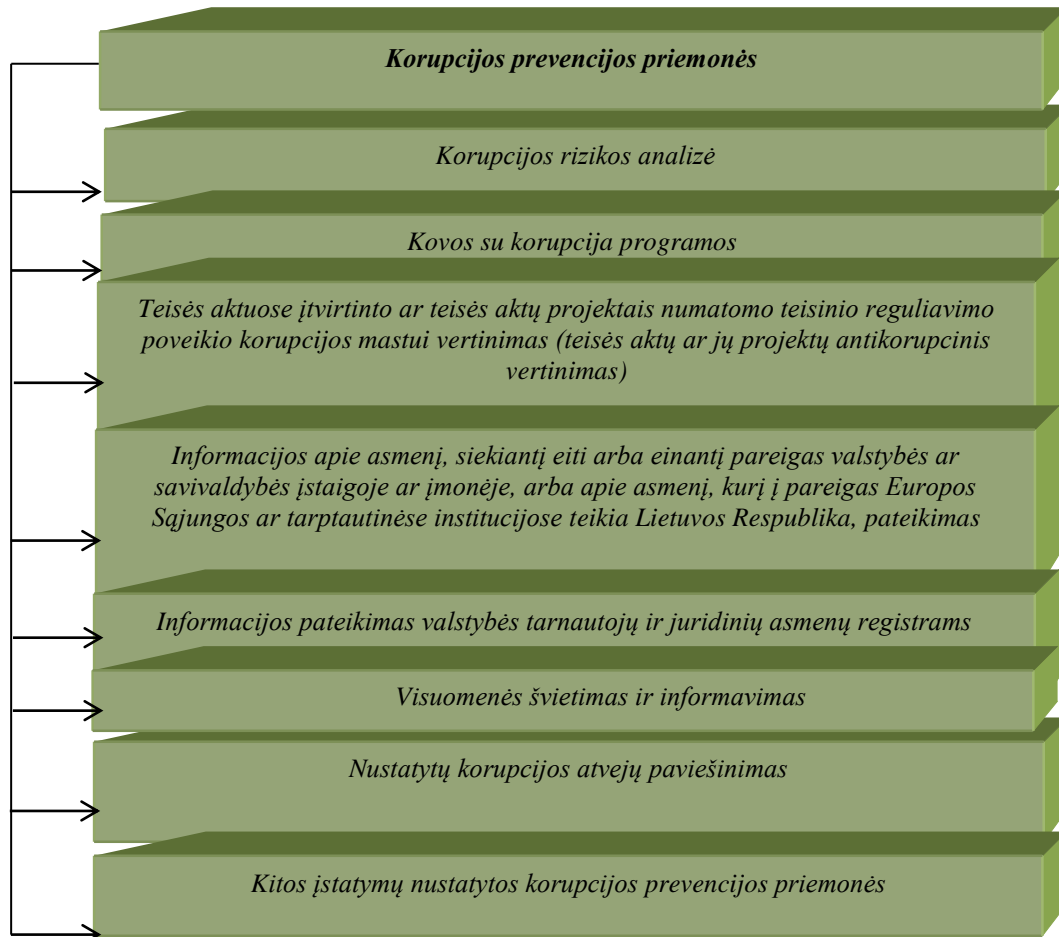 Korupcijos prevencijos priemonės
Korupcijos rizikos analizė
Kovos su korupcija programos
Teisės aktuose įtvirtinto ar teisės aktų projektais numatomo teisinio reguliavimo
poveikio korupcijos mastui vertinimas (teisės aktų ar jų projektų antikorupcinis
vertinimas)
Informacijos apie asmenį, siekiantį eiti arba einantį pareigas valstybės ar
savivaldybės įstaigoje ar įmonėje, arba apie asmenį, kurį į pareigas Europos
Sąjungos ar tarptautinėse institucijose teikia Lietuvos Respublika, pateikimas
Informacijos pateikimas valstybės tarnautojų ir juridinių asmenų registrams
Visuomenės švietimas ir informavimas
Nustatytų korupcijos atvejų paviešinimas
Kitos įstatymų nustatytos korupcijos prevencijos priemonės